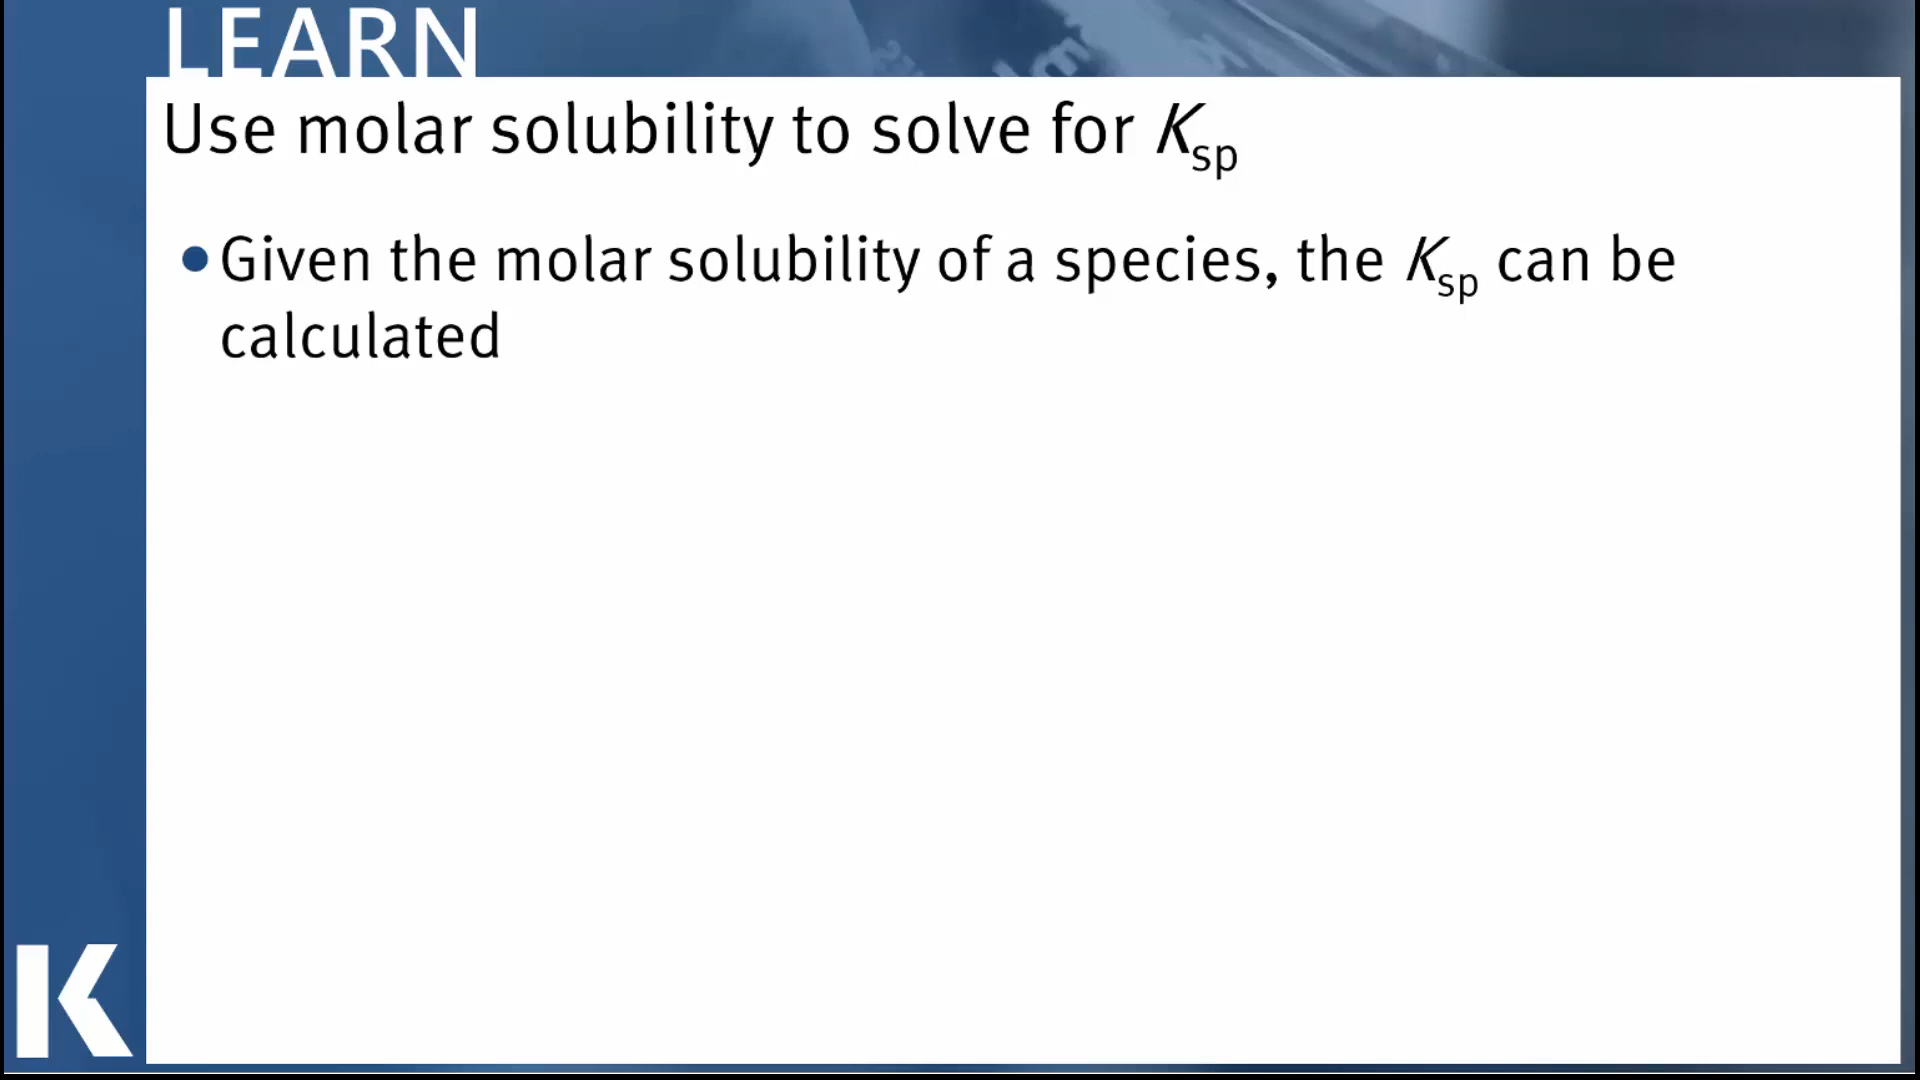 LEARN
Use molar solubility to solve for Ksp
• Given the molar solubility of a species, the Ksp can be
calculated
K